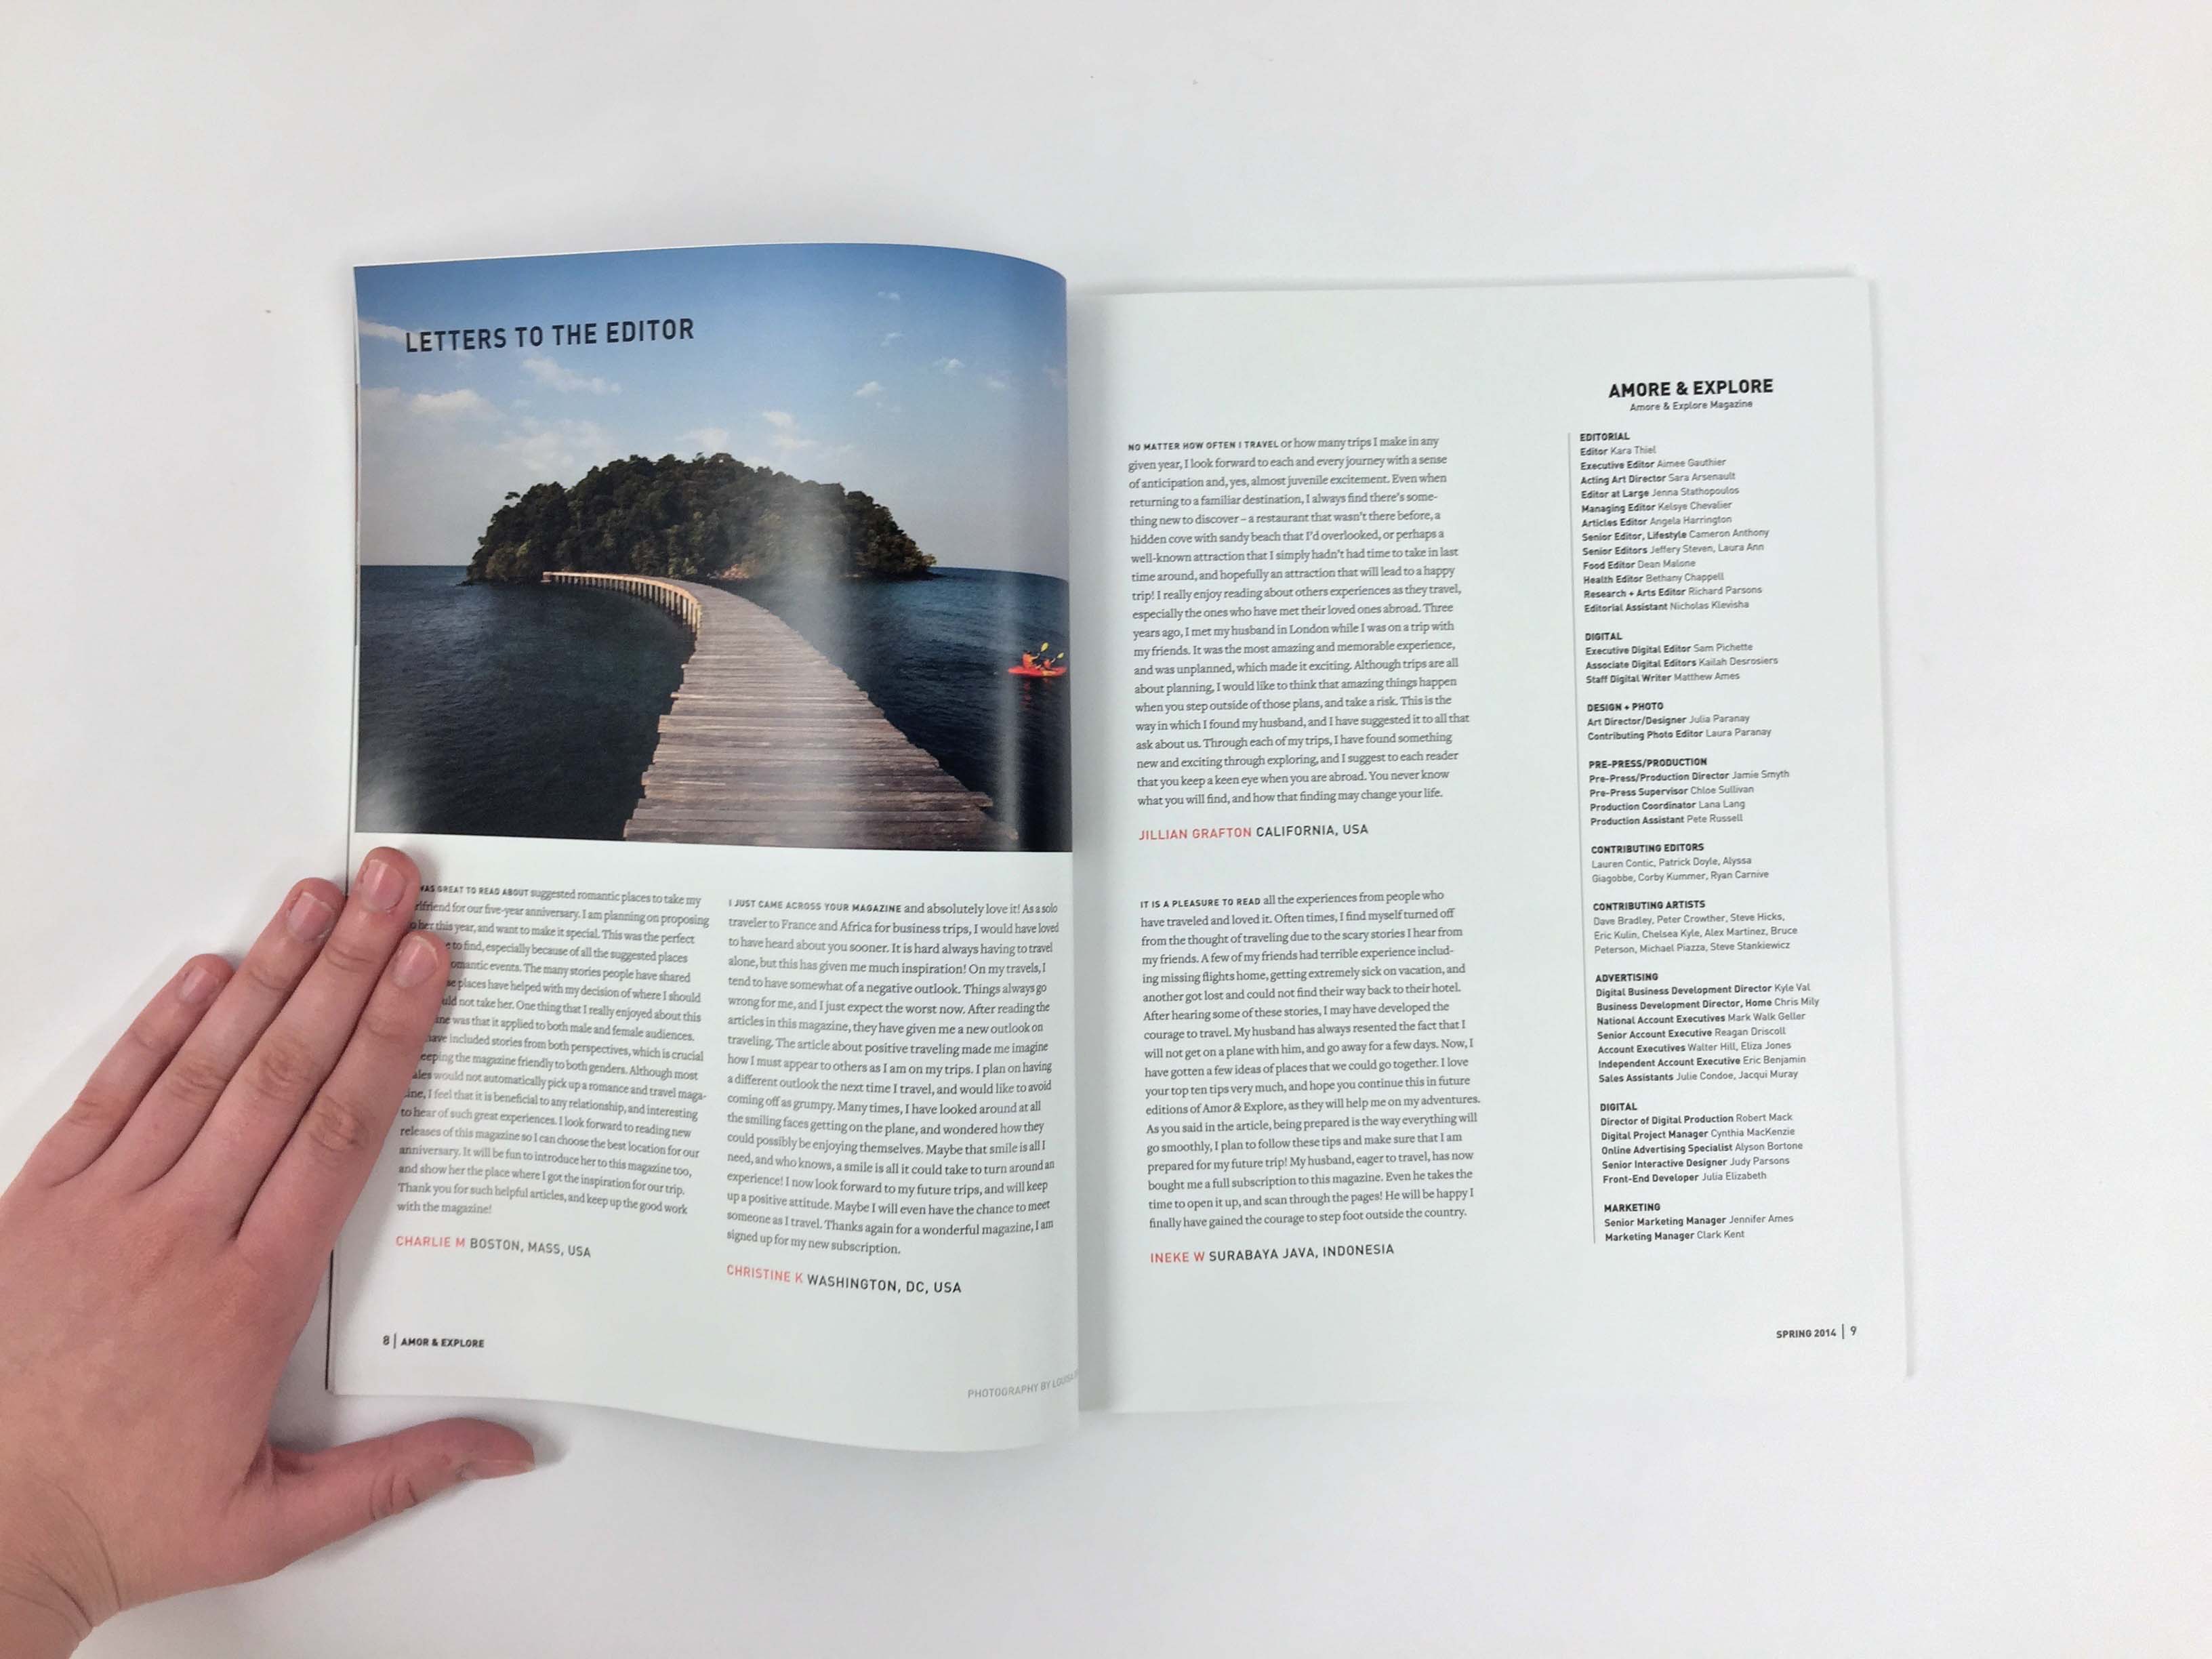 LETTERS TO THE EDITOR
WAS GREAT TO READ ABOUT suggested romantic places to take my
for our five-year anniversary. I am planning on proposing
her this year, and want to make it special. This was the perfect
to find, especially because of all the suggested places
romantic events. The many stories people have shared
places have helped with my decision of where I should
not take her. One thing that I really enjoyed about this
was that it applied to both male and female audiences.
have included stories from both perspectives, which is crucial
keeping the magazine friendly to both genders. Although most
would not automatically pick up a romance and travel maga-
zine, I feel that it is beneficial to any relationship, and interesting
to hear of such great experiences. I look forward to reading new
releases of this magazine so I can choose the best location for our
anniversary. It will be fun to introduce her to this magazine too,
and show her the place where I got the inspiration for our trip.
Thank you for such helpful articles, and keep up the good work
with the magazine!
CHARLIE M BOSTON, MASS, USA
I JUST CAME ACROSS YOUR MAGAZINE and absolutely love it! As a solo
traveler to France and Africa for business trips, I would have loved
to have heard about you sooner. It is hard always having to travel
alone, but this has given me much inspiration! On my travels, I
tend to have somewhat of a negative outlook. Things always go
wrong for me, and I just expect the worst now. After reading the
articles in this magazine, they have given me a new outlook on
traveling. The article about positive traveling made me imagine
how I must appear to others as I am on my trips. I plan on having
a different outlook the next time I travel, and would like to avoid
coming off as grumpy. Many times, I have looked around at all
the smiling faces getting on the plane, and wondered how they
could possibly be enjoying themselves. Maybe that smile is all I
need, and who knows, a smile is all it could take to turn around an
experience! I now look forward to my future trips, and will keep
up a positive attitude. Maybe I will even have the chance to meet
someone as I travel. Thanks again for a wonderful magazine, I am
signed up for my new subscription.
CHRISTINE K WASHINGTON, DC, USA
8 | AMOR & EXPLORE
PHOTOGRAPHY BY
NO MATTER HOW OFTEN I TRAVEL or how many trips I make in any
given year, I look forward to each and every journey with a sense
of anticipation and, yes, almost juvenile excitement. Even when
returning to a familiar destination, I always find there's some-
thing new to discover – a restaurant that wasn't there before, a
hidden cove with sandy beach that I'd overlooked, or perhaps a
well-known attraction that I simply hadn't had time to take in last
time around, and hopefully an attraction that will lead to a happy
trip! I really enjoy reading about others experiences as they travel,
especially the ones who have met their loved ones abroad. Three
years ago, I met my husband in London while I was on a trip with
my friends. It was the most amazing and memorable experience,
and was unplanned, which made it exciting. Although trips are all
about planning, I would like to think that amazing things happen
when you step outside of those plans, and take a risk. This is the
way in which I found my husband, and I have suggested it to all that
ask about us. Through each of my trips, I have found something
new and exciting through exploring, and I suggest to each reader
that you keep a keen eye when you are abroad. You never know
what you will find, and how that finding may change your life.
JILLIAN GRAFTON CALIFORNIA, USA
IT IS A PLEASURE TO READ all the experiences from people who
have traveled and loved it. Often times, I find myself turned off
from the thought of traveling due to the scary stories I hear from
my friends. A few of my friends had terrible experience includ-
ing missing flights home, getting extremely sick on vacation, and
another got lost and could not find their way back to their hotel.
After hearing some of these stories, I may have developed the
courage to travel. My husband has always resented the fact that I
will not get on a plane with him, and go away for a few days. Now, I
have gotten a few ideas of places that we could go together. I love
your top ten tips very much, and hope you continue this in future
editions of Amor & Explore, as they will help me on my adventures.
As you said in the article, being prepared is the way everything will
go smoothly, I plan to follow these tips and make sure that I am
prepared for my future trip! My husband, eager to travel, has now
bought me a full subscription to this magazine. Even he takes the
time to open it up, and scan through the pages! He will be happy I
finally have gained the courage to step foot outside the country.
INEKE W SURABAYA JAVA, INDONESIA
AMORE & EXPLORE
Amore & Explore Magazine
EDITORIAL
Editor Kara Thiel
Executive Editor Aimee Gauthier
Acting Art Director Sara Arsenault
Editor at Large Jenna Stathopoulos
Managing Editor Kelsye Chevalier
Articles Editor Angela Harrington
Senior Editor, Lifestyle Cameron Anthony
Senior Editors Jeffery Steven, Laura Ann
Food Editor Dean Malone
Health Editor Bethany Chappell
Research + Arts Editor Richard Parsons
Editorial Assistant Nicholas Klevisha
DIGITAL
Executive Digital Editor Sam Pichette
Associate Digital Editors Kailah Desrosiers
Staff Digital Writer Matthew Ames
DESIGN + PHOTO
Art Director/Designer Julia Paranay
Contributing Photo Editor Laura Paranay
PRE-PRESS/PRODUCTION
Pre-Press/Production Director Jamie Smyth
Pre-Press Supervisor Chloe Sullivan
Production Coordinator Lana Lang
Production Assistant Pete Russell
CONTRIBUTING EDITORS
Lauren Contic, Patrick Doyle, Alyssa
Giagobbe, Corby Kummer, Ryan Carnive
CONTRIBUTING ARTISTS
Dave Bradley, Peter Crowther, Steve Hicks,
Eric Kulin, Chelsea Kyle, Alex Martinez, Bruce
Peterson, Michael Piazza, Steve Stankiewicz
ADVERTISING
Digital Business Development Director Kyle Val
Business Development Director, Home Chris Mily
National Account Executives Mark Walk Geller
Senior Account Executive Reagan Driscoll
Account Executives Walter Hill, Eliza Jones
Independent Account Executive Eric Benjamin
Sales Assistants Julie Condoe, Jacqui Muray
DIGITAL
Director of Digital Production Robert Mack
Digital Project Manager Cynthia MacKenzie
Online Advertising Specialist Alyson Bortone
Senior Interactive Designer Judy Parsons
Front-End Developer Julia Elizabeth
MARKETING
Senior Marketing Manager Jennifer Ames
Marketing Manager Clark Kent
SPRING 2014 | 9